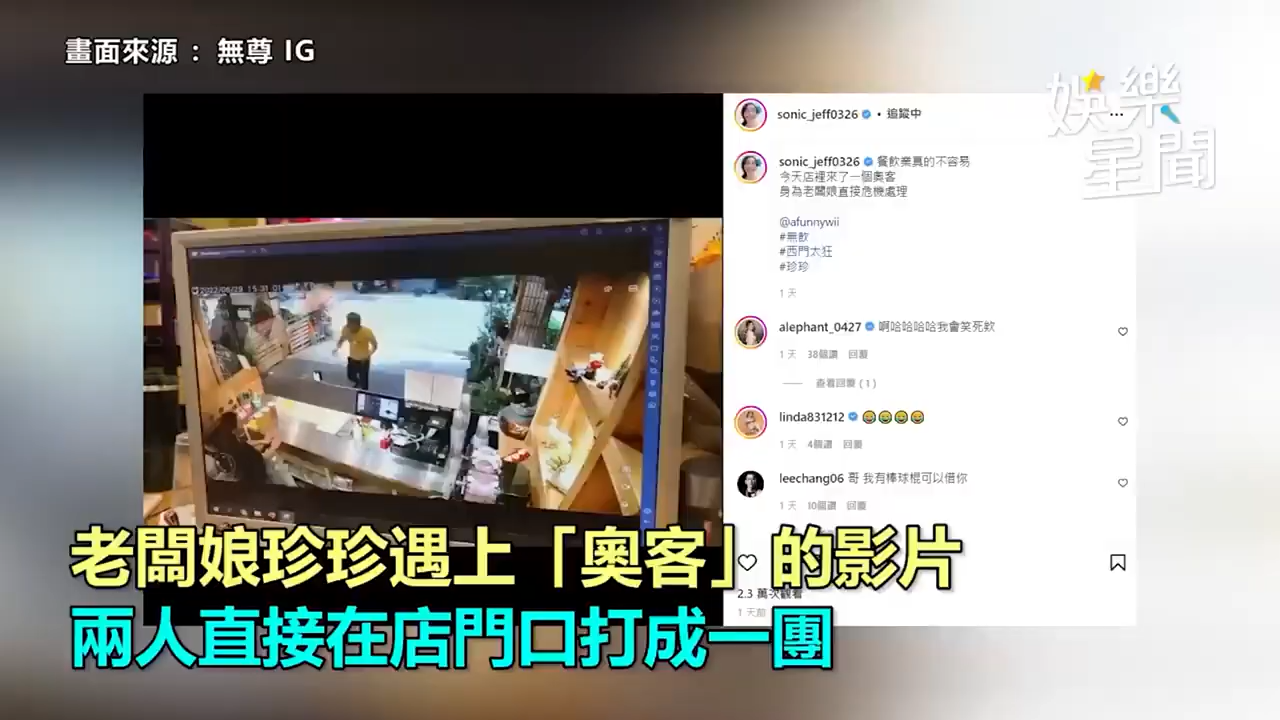 畫面來源 ： 無尊 IG
娛樂
星聞
sonic_jeff0326 • 追蹤中
sonic_jeff0326 餐飲業真的不容易
今天店裡來了一個奧客
身為老闆娘直接危機處理
@afunnywii
#無飲
#西門太狂
#珍珍
1 天
alephant_0427 啊哈哈哈哈我會笑死欸
1 天 38個讚 回覆
查看回覆 (1)
linda831212 😂😂😂😂
1 天 4個讚 回覆
leechang06 哥 我有棒球棍可以借你
1 天 10個讚 回覆
2.3 萬次觀看
1 天前
2022/06/29 15:31:01
老闆娘珍珍遇上「奧客」的影片
兩人直接在店門口打成一團